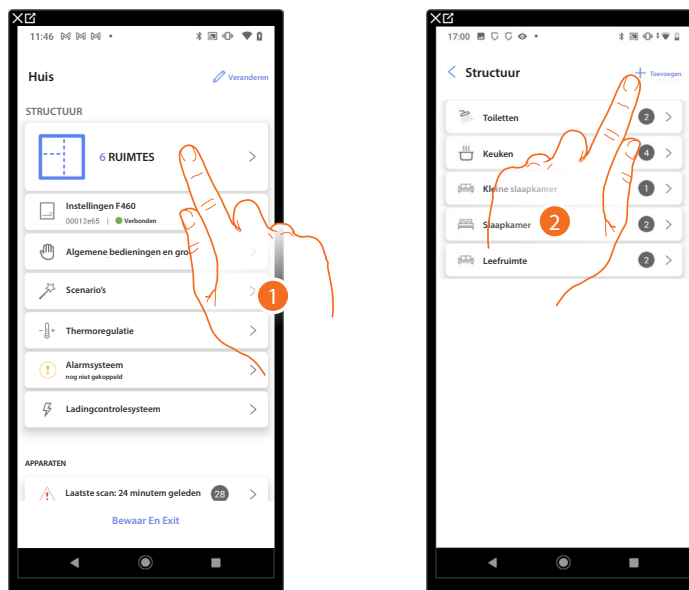 11:46
Huis
Veranderen
STRUCTUUR
6 RUIMTES
Instellingen F460
00012e65 | Verbonden
Algemene bedieningen en gro
Scenario's
Thermoregulatie
Alarmsysteem
nog niet gekoppeld
Ladingcontrolesysteem
APPARATEN
Laatste scan: 24 minutem geleden 28
Bewaar En Exit
1
17:00
Structuur
Toevoegen
Toiletten 2
Keuken 4
Kleine slaapkamer 1
Slaapkamer 2
Leefruimte 2
2